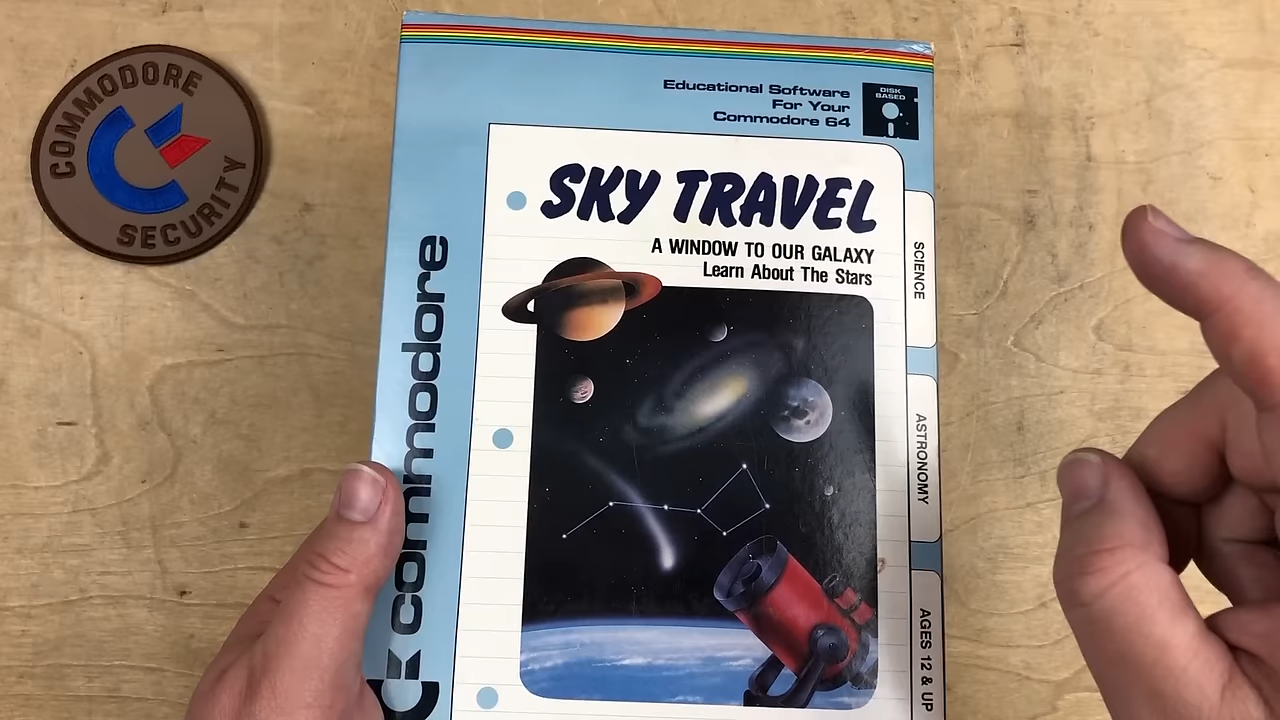 COMMODORE
SECURITY
Educational Software
For Your
Commodore 64
DISK
BASED
SKY TRAVEL
A WINDOW TO OUR GALAXY
Learn About The Stars
SCIENCE
ASTRONOMY
AGES 12 & UP
commodore